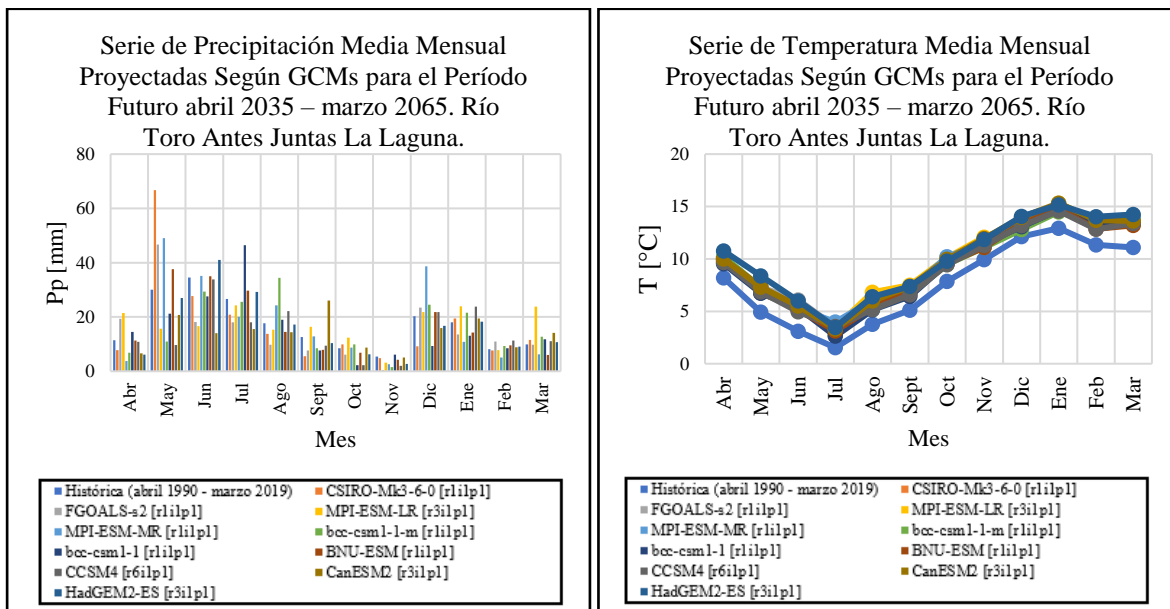 Serie de Precipitación Media Mensual
Proyectadas Según GCMs para el Período
Futuro abril 2035 – marzo 2065. Río
Toro Antes Juntas La Laguna.
80
60
40
20
0
Pp [mm]
Abr
May
Jun
Jul
Ago
Sept
Oct
Nov
Dic
Ene
Feb
Mar
Mes
Histórica (abril 1990 - marzo 2019)
CSIRO-Mk3-6-0 [r1i1p1]
FGOALS-s2 [r1i1p1]
MPI-ESM-LR [r3i1p1]
MPI-ESM-MR [r1i1p1]
bcc-csm1-1-m [r1i1p1]
bcc-csm1-1 [r1i1p1]
BNU-ESM [r1i1p1]
CCSM4 [r6i1p1]
CanESM2 [r3i1p1]
HadGEM2-ES [r3i1p1]
Serie de Temperatura Media Mensual
Proyectadas Según GCMs para el Período
Futuro abril 2035 – marzo 2065. Río
Toro Antes Juntas La Laguna.
20
15
10
5
0
T [°C]
Abr
May
Jun
Jul
Ago
Sept
Oct
Nov
Dic
Ene
Feb
Mar
Mes
Histórica (abril 1990 - marzo 2019)
CSIRO-Mk3-6-0 [r1i1p1]
FGOALS-s2 [r1i1p1]
MPI-ESM-LR [r3i1p1]
MPI-ESM-MR [r1i1p1]
bcc-csm1-1-m [r1i1p1]
bcc-csm1-1 [r1i1p1]
BNU-ESM [r1i1p1]
CCSM4 [r6i1p1]
CanESM2 [r3i1p1]
HadGEM2-ES [r3i1p1]